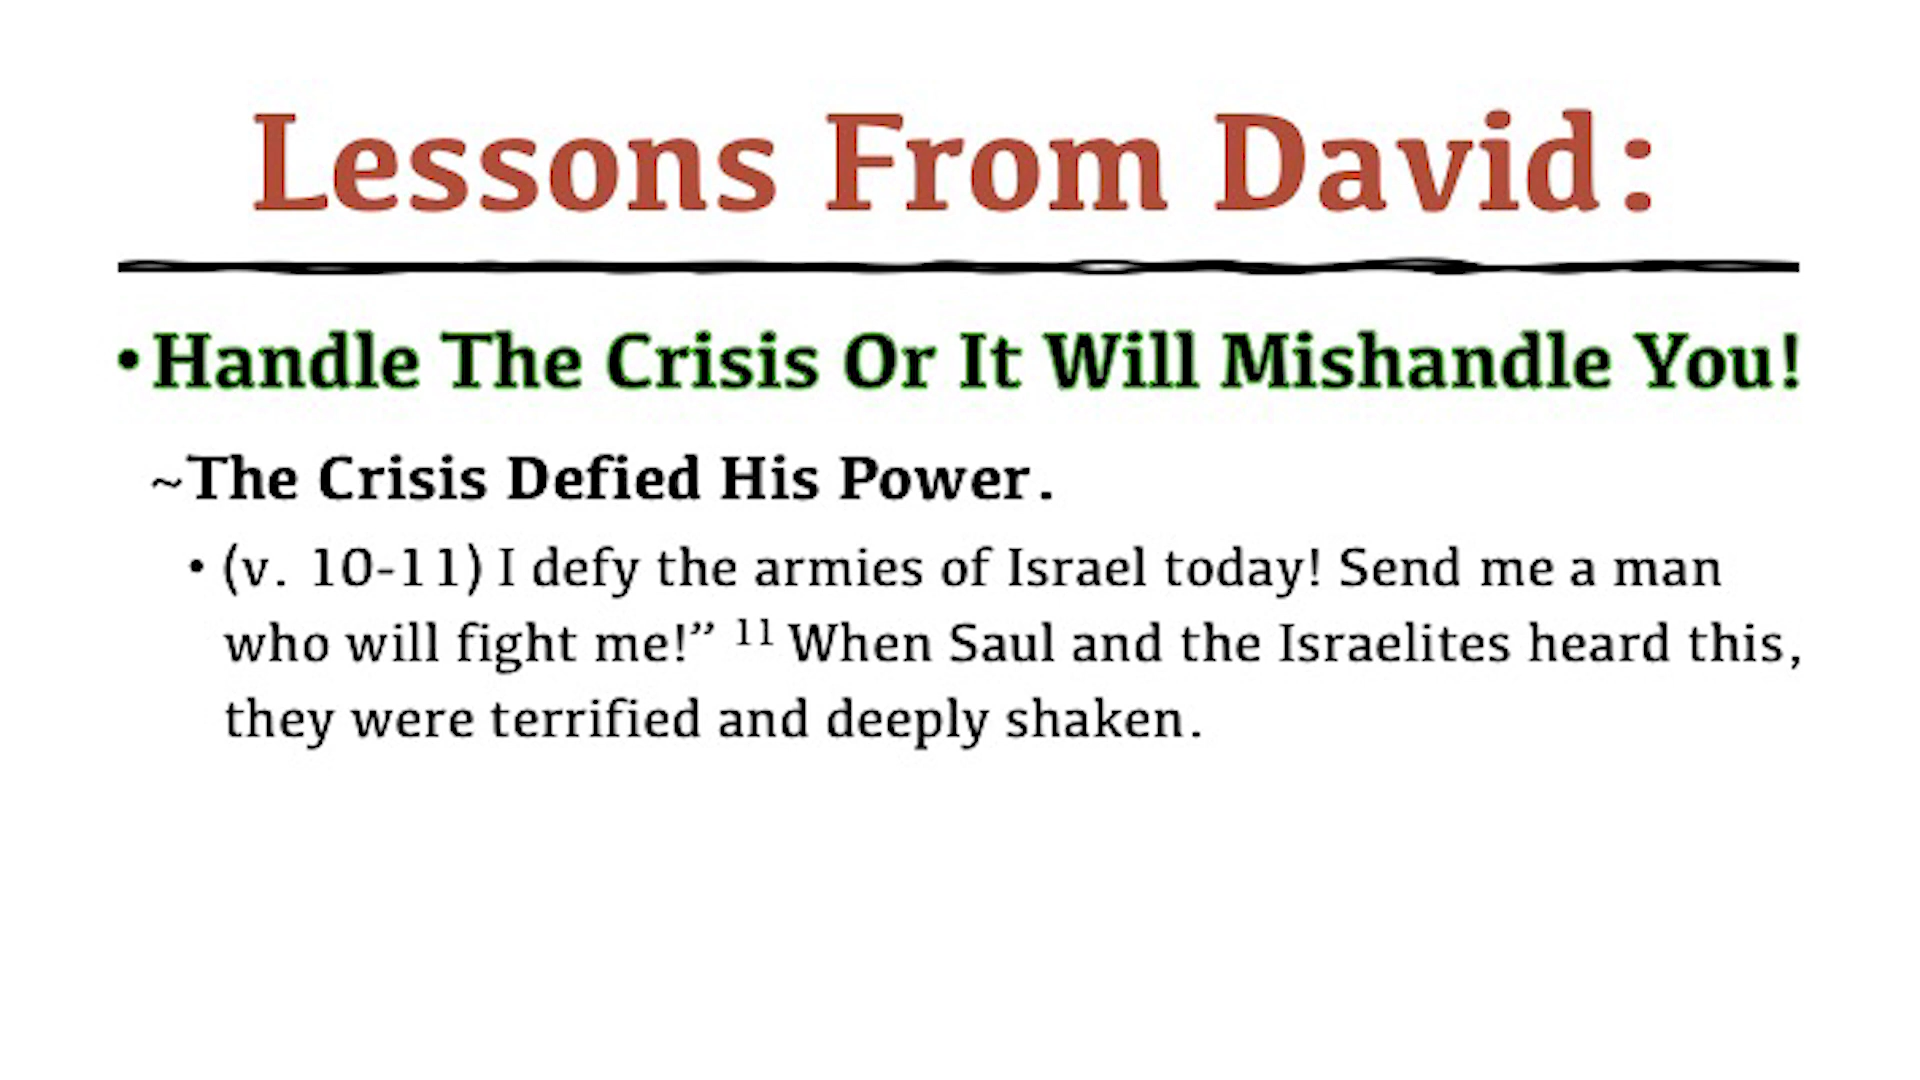 Lessons From David:
•Handle The Crisis Or It Will Mishandle You!
~The Crisis Defied His Power.
• (v. 10-11) I defy the armies of Israel today! Send me a man
who will fight me!” ¹¹ When Saul and the Israelites heard this,
they were terrified and deeply shaken.